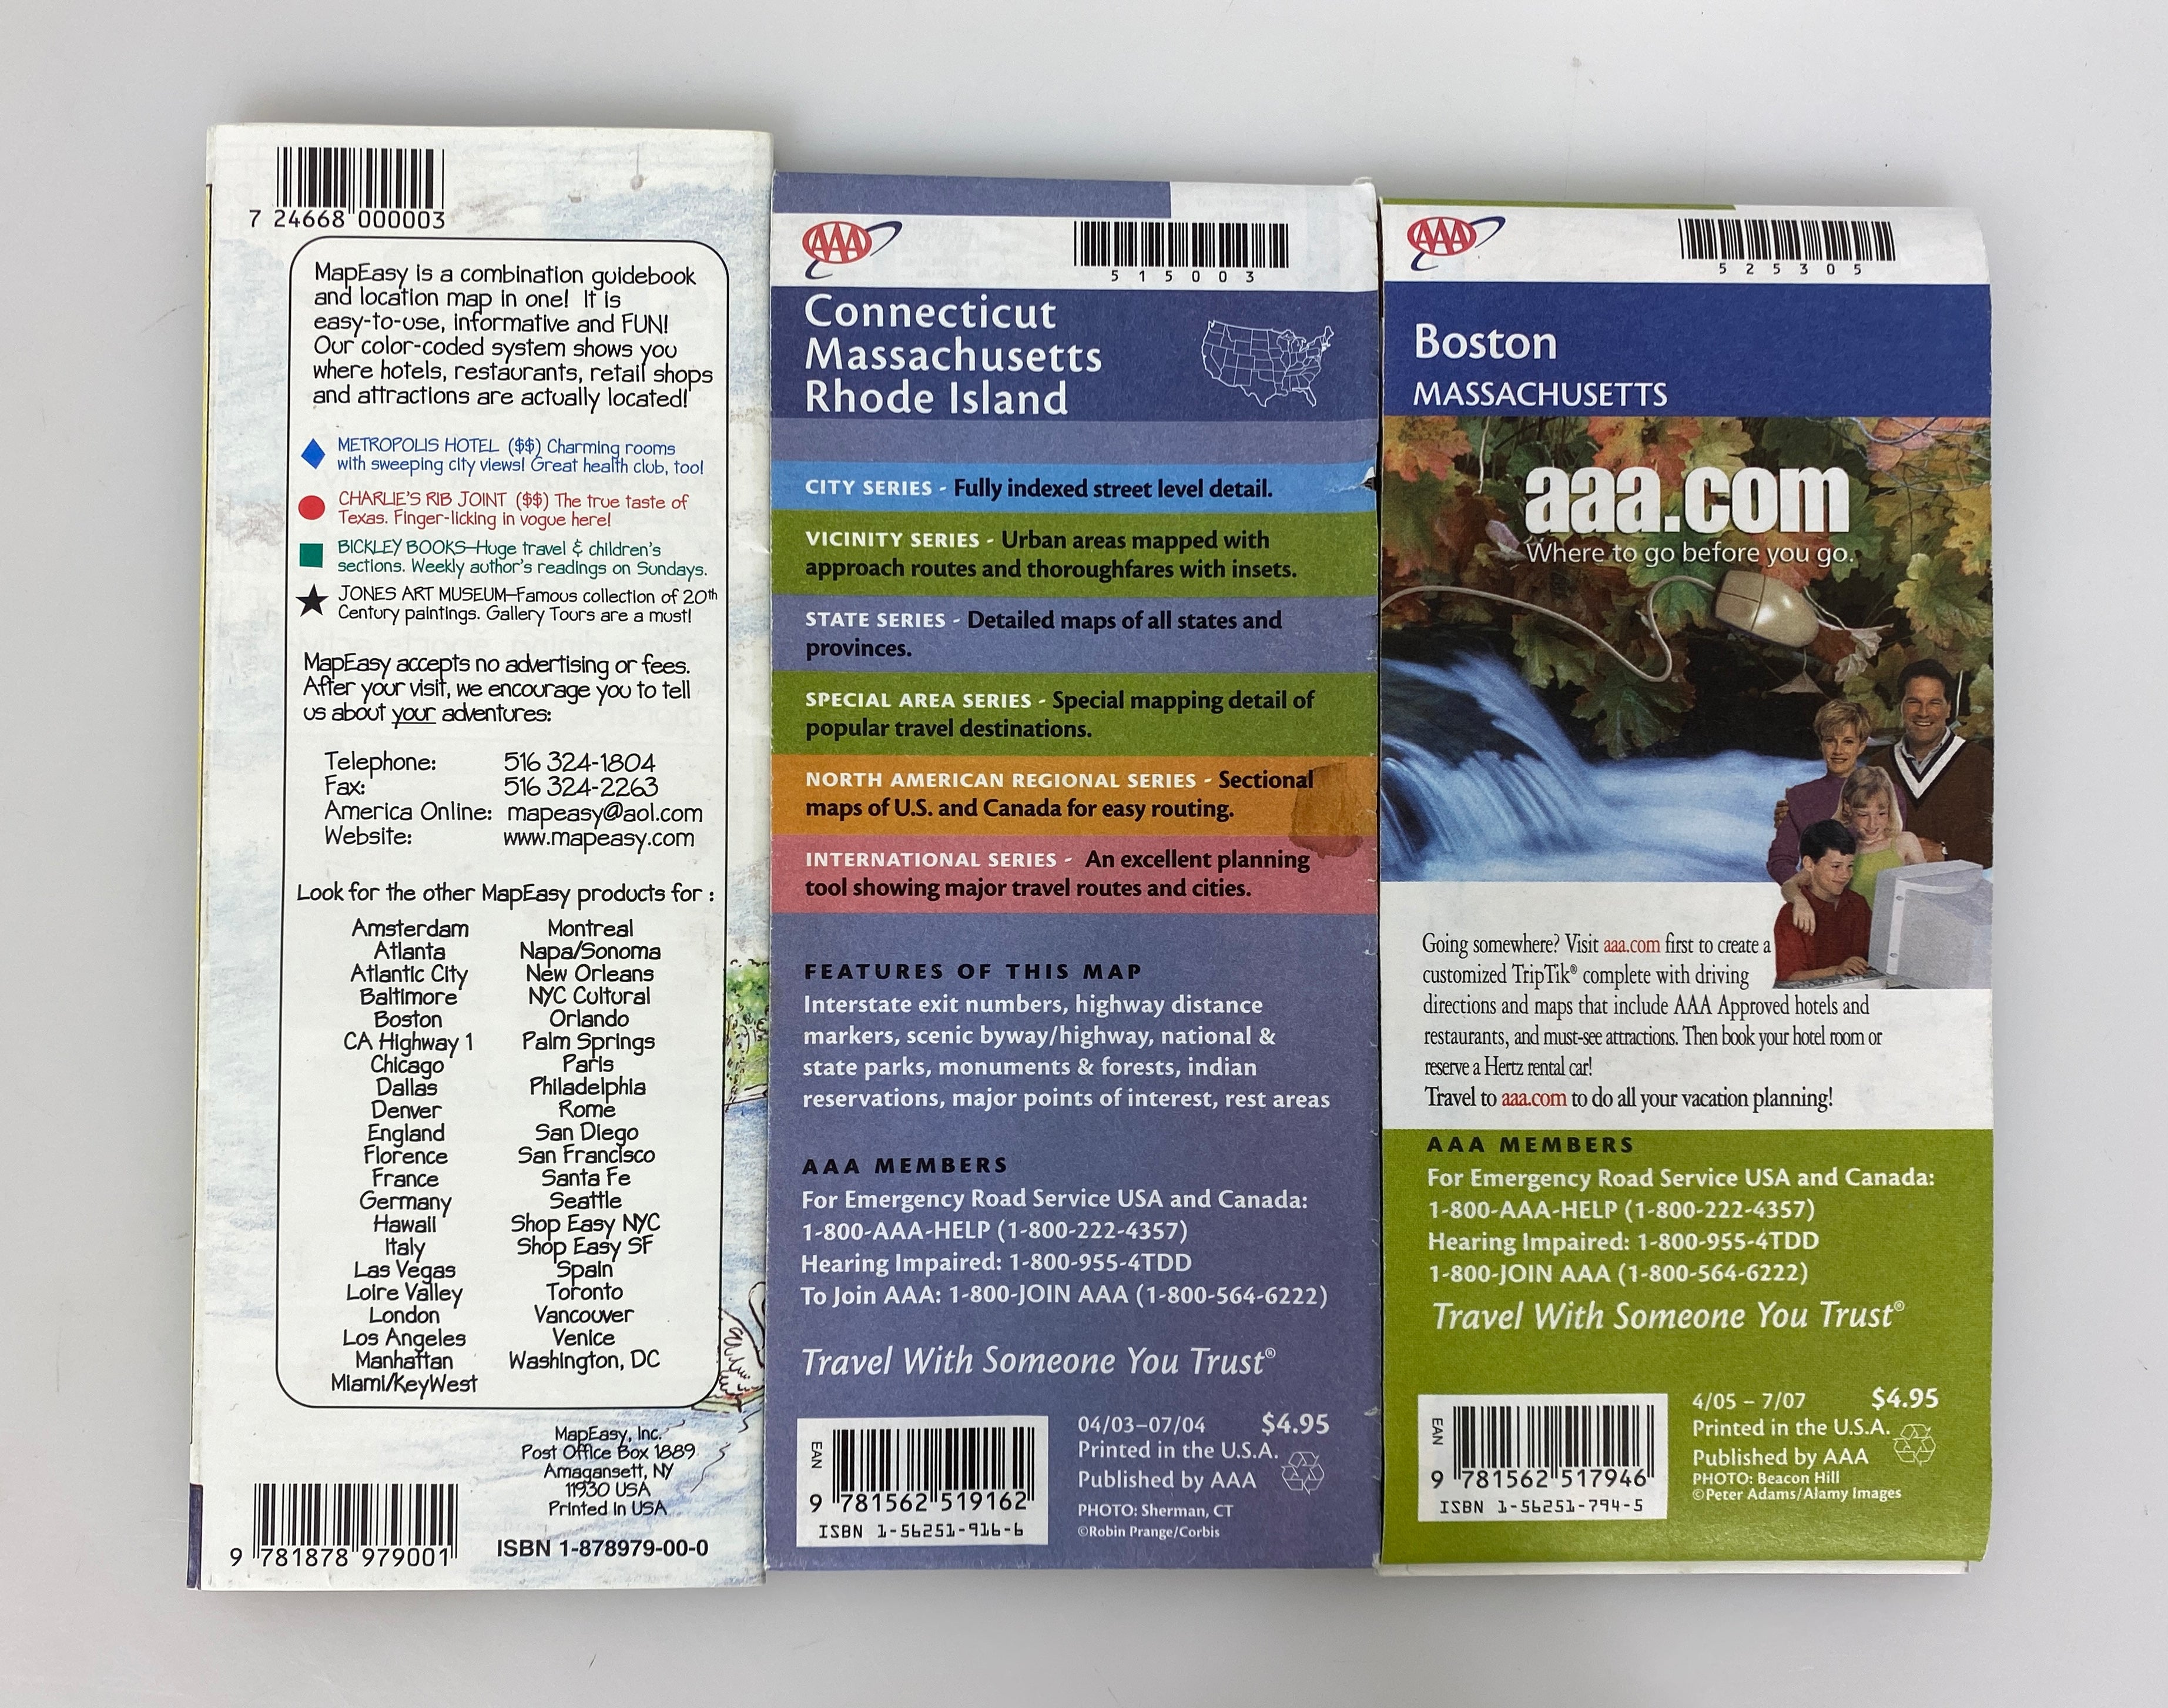 7 24668 000003
MapEasy is a combination guidebook
and location map in one! It is
easy-to-use, informative and FUN!
Our color-coded system shows you
where hotels, restaurants, retail shops
and attractions are actually located!
METROPOLIS HOTEL ($$) Charming rooms
with sweeping city views! Great health club, too!
CHARLIE'S RIB JOINT ($$) The true taste of
Texas. Finger-licking in vogue here!
BICKLEY BOOKS—Huge travel & children's
sections. Weekly author's readings on Sundays.
JONES ART MUSEUM—Famous collection of 20th
Century paintings. Gallery Tours are a must!
MapEasy accepts no advertising or fees.
After your visit, we encourage you to tell
us about your adventures:
Telephone: 516 324-1804
Fax: 516 324-2263
America Online: mapeasy@aol.com
Website: www.mapeasy.com
Look for the other MapEasy products for :
Amsterdam
Atlanta
Atlantic City
Baltimore
Boston
CA Highway 1
Chicago
Dallas
Denver
England
Florence
France
Germany
Hawaii
Italy
Las Vegas
Loire Valley
London
Los Angeles
Manhattan
Miami/KeyWest
Montreal
Napa/Sonoma
New Orleans
NYC Cultural
Orlando
Palm Springs
Paris
Philadelphia
Rome
San Diego
San Francisco
Santa Fe
Seattle
Shop Easy NYC
Shop Easy SF
Spain
Toronto
Vancouver
Venice
Washington, DC
MapEasy, Inc.
Post Office Box 1889
Amagansett, NY
11930 USA
Printed in USA
9 781878 979001
ISBN 1-878979-00-0
AAA
5 1 5 0 0 3
Connecticut
Massachusetts
Rhode Island
CITY SERIES - Fully indexed street level detail.
VICINITY SERIES - Urban areas mapped with
approach routes and thoroughfares with insets.
STATE SERIES - Detailed maps of all states and
provinces.
SPECIAL AREA SERIES - Special mapping detail of
popular travel destinations.
NORTH AMERICAN REGIONAL SERIES - Sectional
maps of U.S. and Canada for easy routing.
INTERNATIONAL SERIES - An excellent planning
tool showing major travel routes and cities.
FEATURES OF THIS MAP
Interstate exit numbers, highway distance
markers, scenic byway/highway, national &
state parks, monuments & forests, indian
reservations, major points of interest, rest areas
AAA MEMBERS
For Emergency Road Service USA and Canada:
1-800-AAA-HELP (1-800-222-4357)
Hearing Impaired: 1-800-955-4TDD
To Join AAA: 1-800-JOIN AAA (1-800-564-6222)
Travel With Someone You Trust®
EAN
9 781562 519162
ISBN 1-56251-916-6
04/03–07/04 $4.95
Printed in the U.S.A.
Published by AAA
PHOTO: Sherman, CT
©Robin Prange/Corbis
AAA
5 2 5 3 0 5
Boston
MASSACHUSETTS
aaa.com
Where to go before you go.
Going somewhere? Visit aaa.com first to create a
customized TripTik® complete with driving
directions and maps that include AAA Approved hotels and
restaurants, and must-see attractions. Then book your hotel room or
reserve a Hertz rental car!
Travel to aaa.com to do all your vacation planning!
AAA MEMBERS
For Emergency Road Service USA and Canada:
1-800-AAA-HELP (1-800-222-4357)
Hearing Impaired: 1-800-955-4TDD
1-800-JOIN AAA (1-800-564-6222)
Travel With Someone You Trust®
EAN
9 781562 517946
ISBN 1-56251-794-5
4/05 – 7/07 $4.95
Printed in the U.S.A.
Published by AAA
PHOTO: Beacon Hill
©Peter Adams/Alamy Images